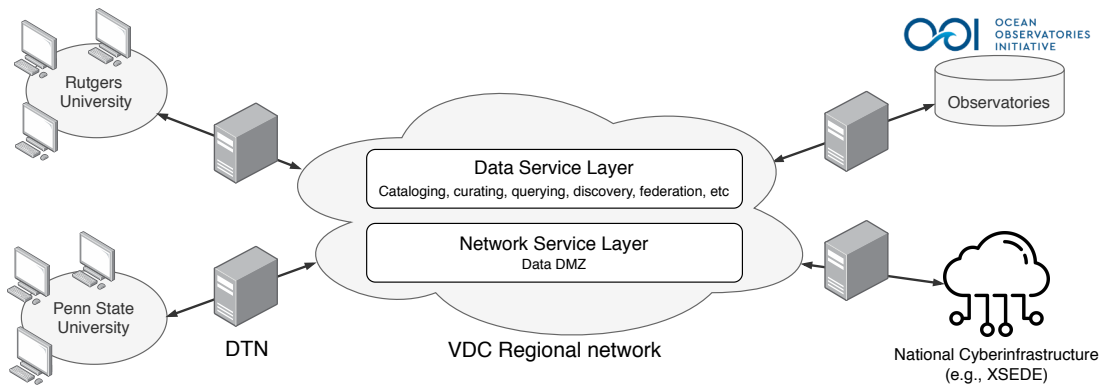 OCEAN
OBSERVATORIES
INITIATIVE
Rutgers
University
Observatories
Data Service Layer
Cataloging, curating, querying, discovery, federation, etc
Network Service Layer
Data DMZ
Penn State
University
DTN
VDC Regional network
National Cyberinfrastructure
(e.g., XSEDE)